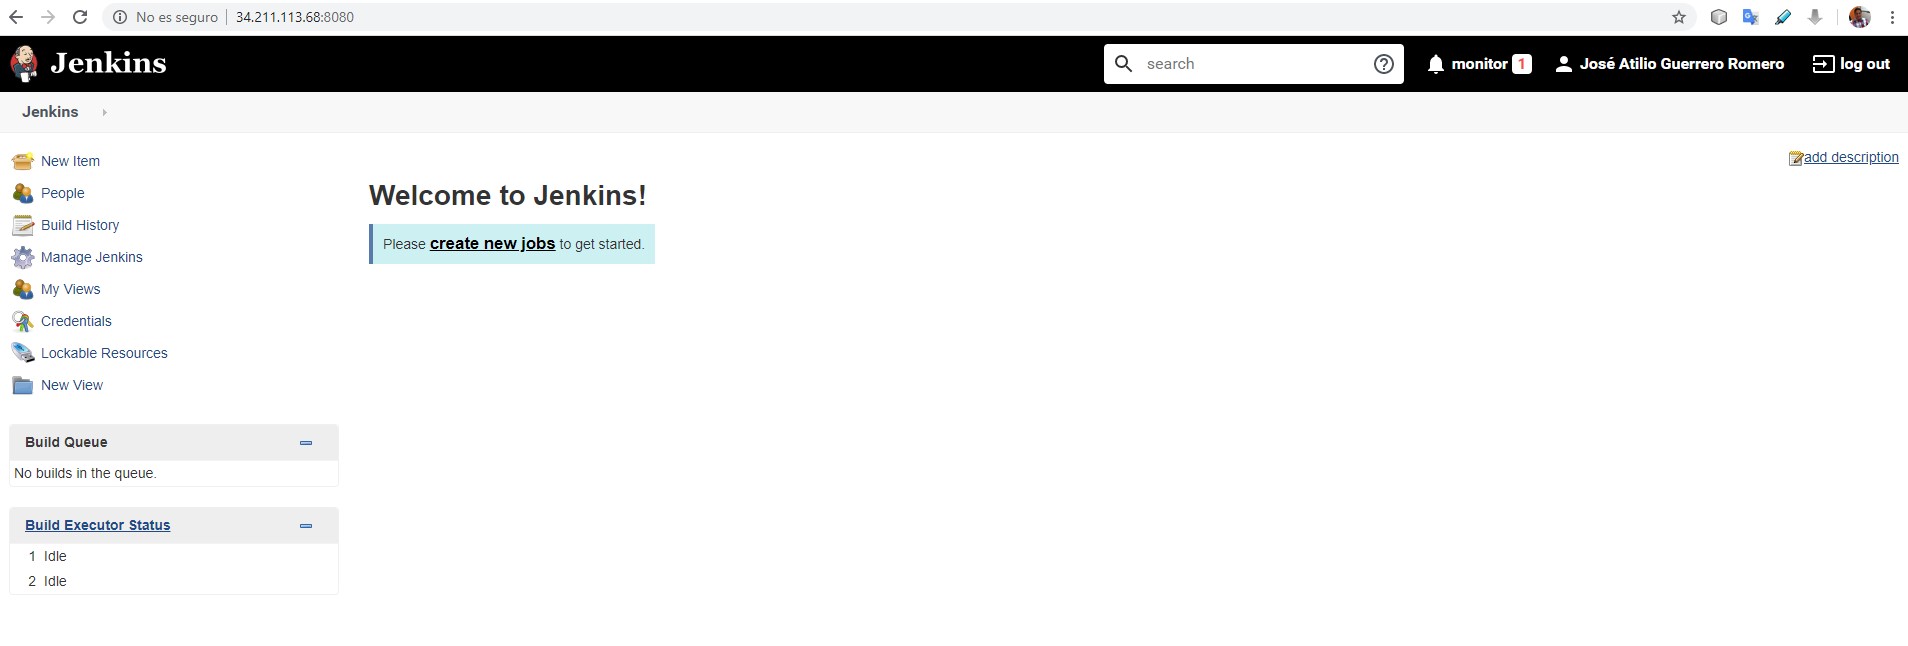 No es seguro | 34.211.113.68:8080
Jenkins
search
monitor 1
José Atilio Guerrero Romero
log out
Jenkins
add description
New Item
People
Build History
Manage Jenkins
My Views
Credentials
Lockable Resources
New View
Welcome to Jenkins!
Please create new jobs to get started.
Build Queue
No builds in the queue.
Build Executor Status
1 Idle
2 Idle